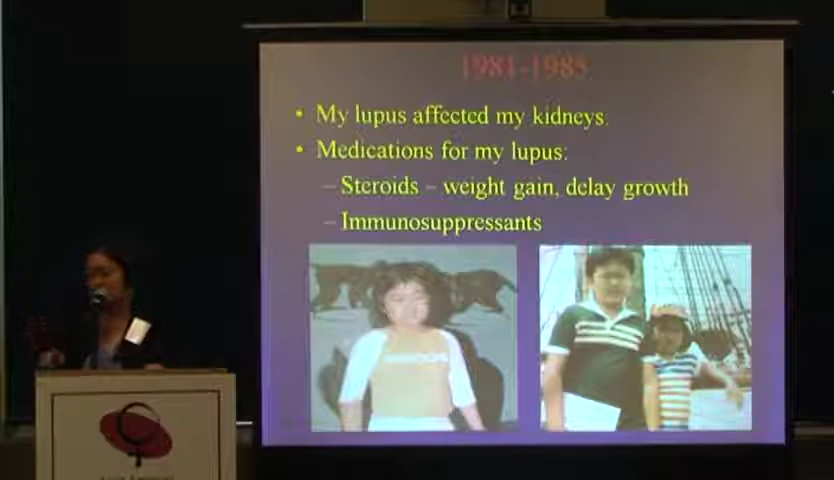 1981-1985
• My lupus affected my kidneys.
• Medications for my lupus:
– Steroids – weight gain, delay growth
– Immunosuppressants